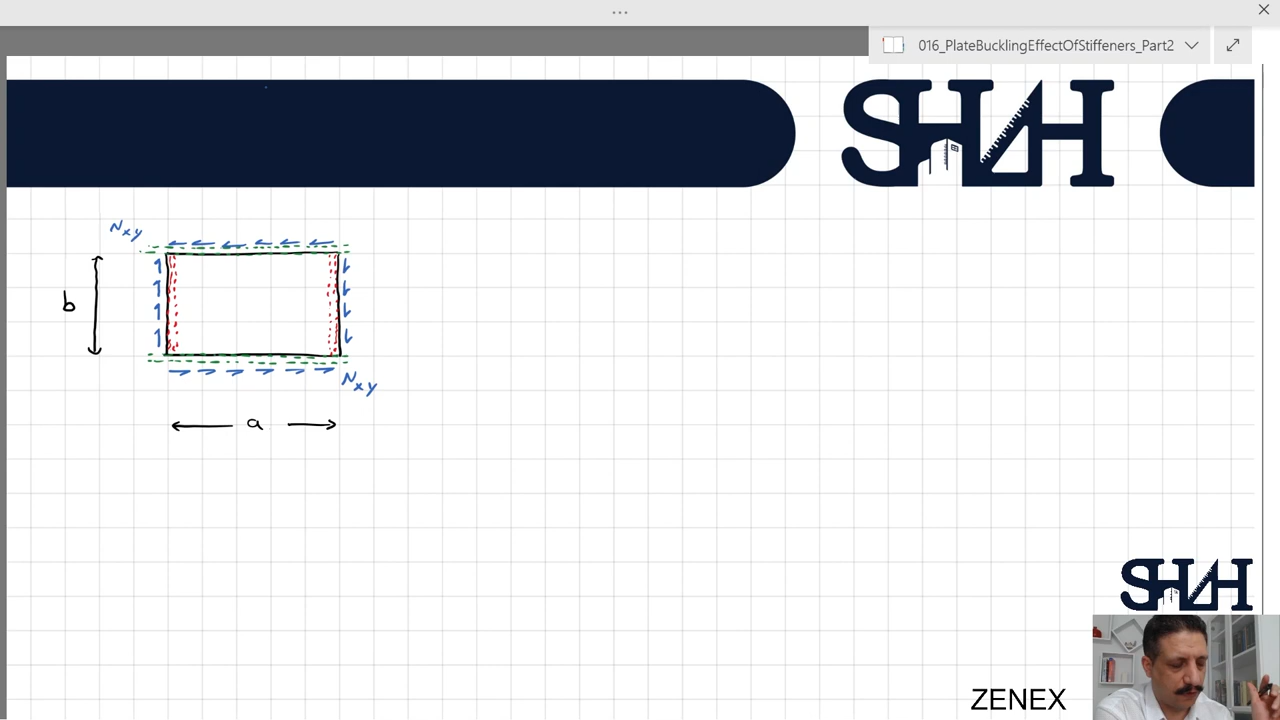 016_PlateBucklingEffectOfStiffeners_Part2
SHAH
Nxy
b
Nxy
a
SHAH
ZENEX